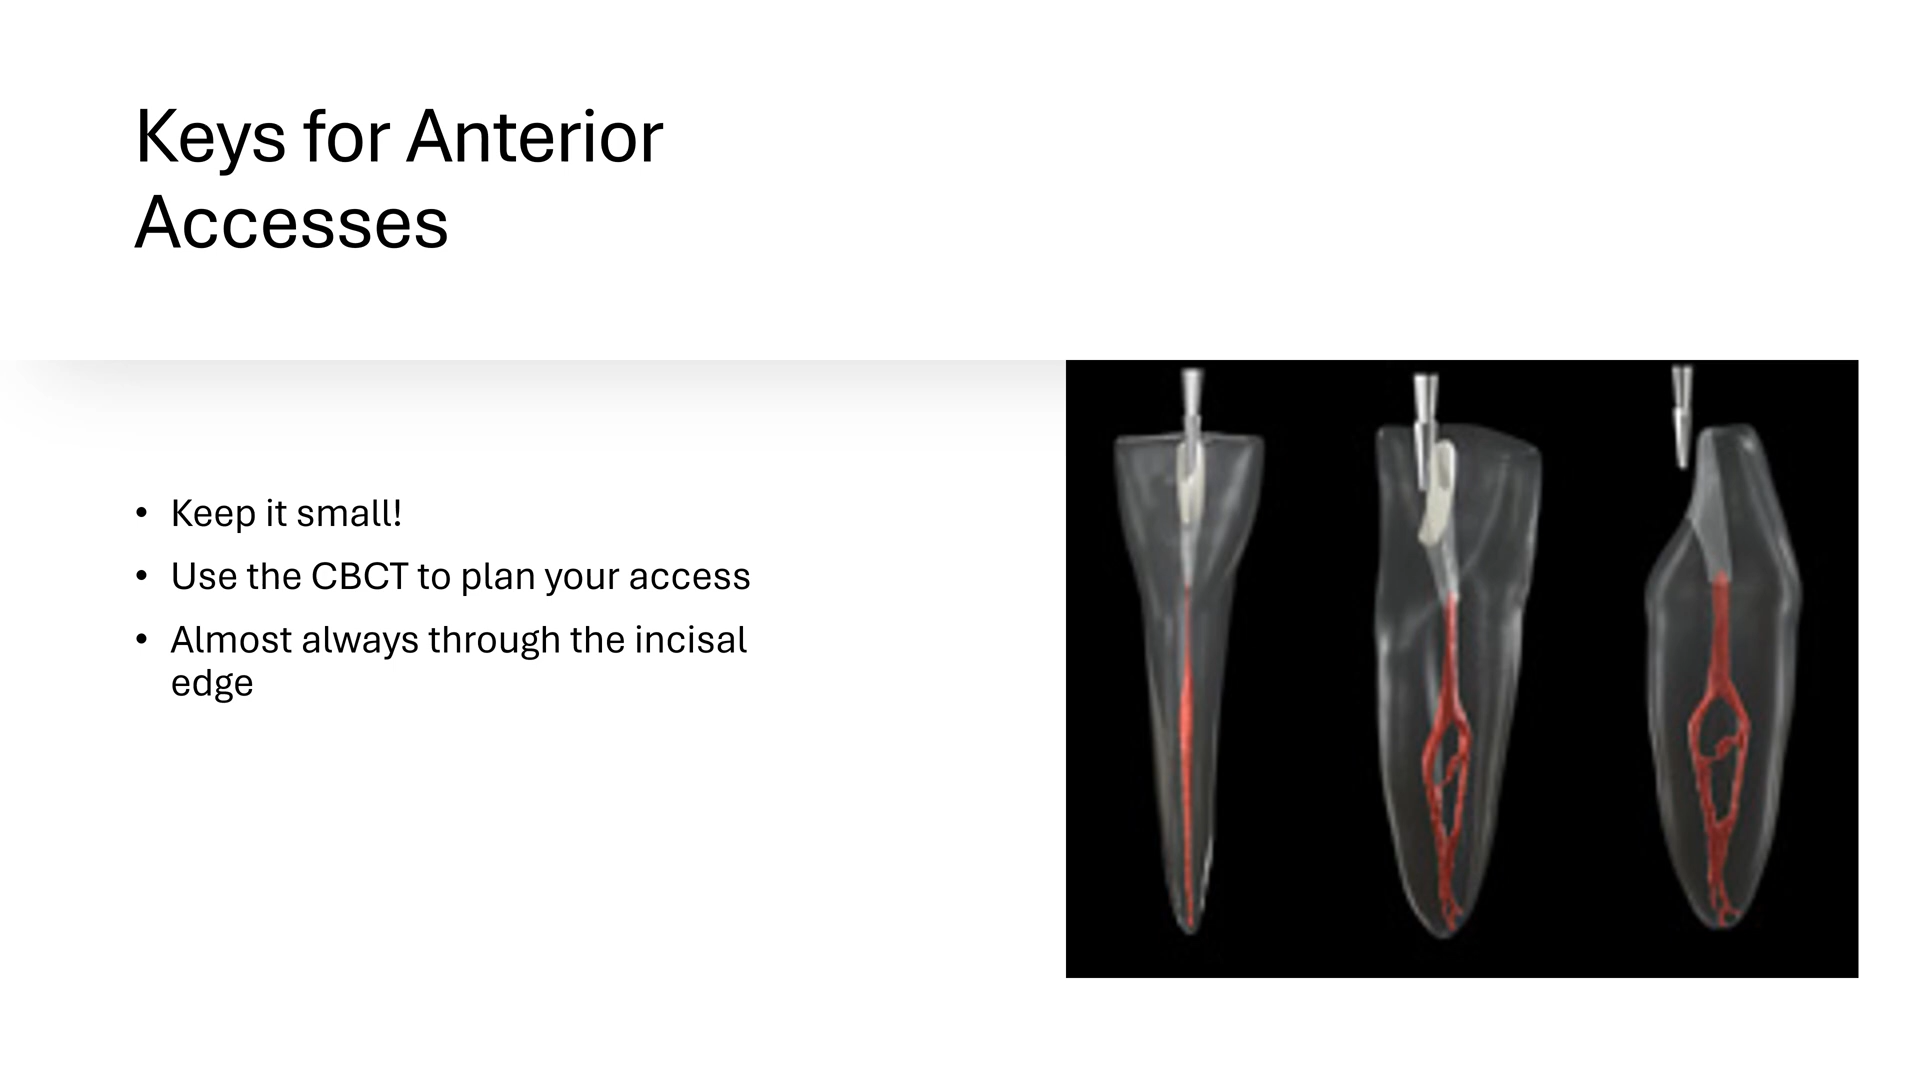 Keys for Anterior
Accesses
• Keep it small!
• Use the CBCT to plan your access
• Almost always through the incisal
edge